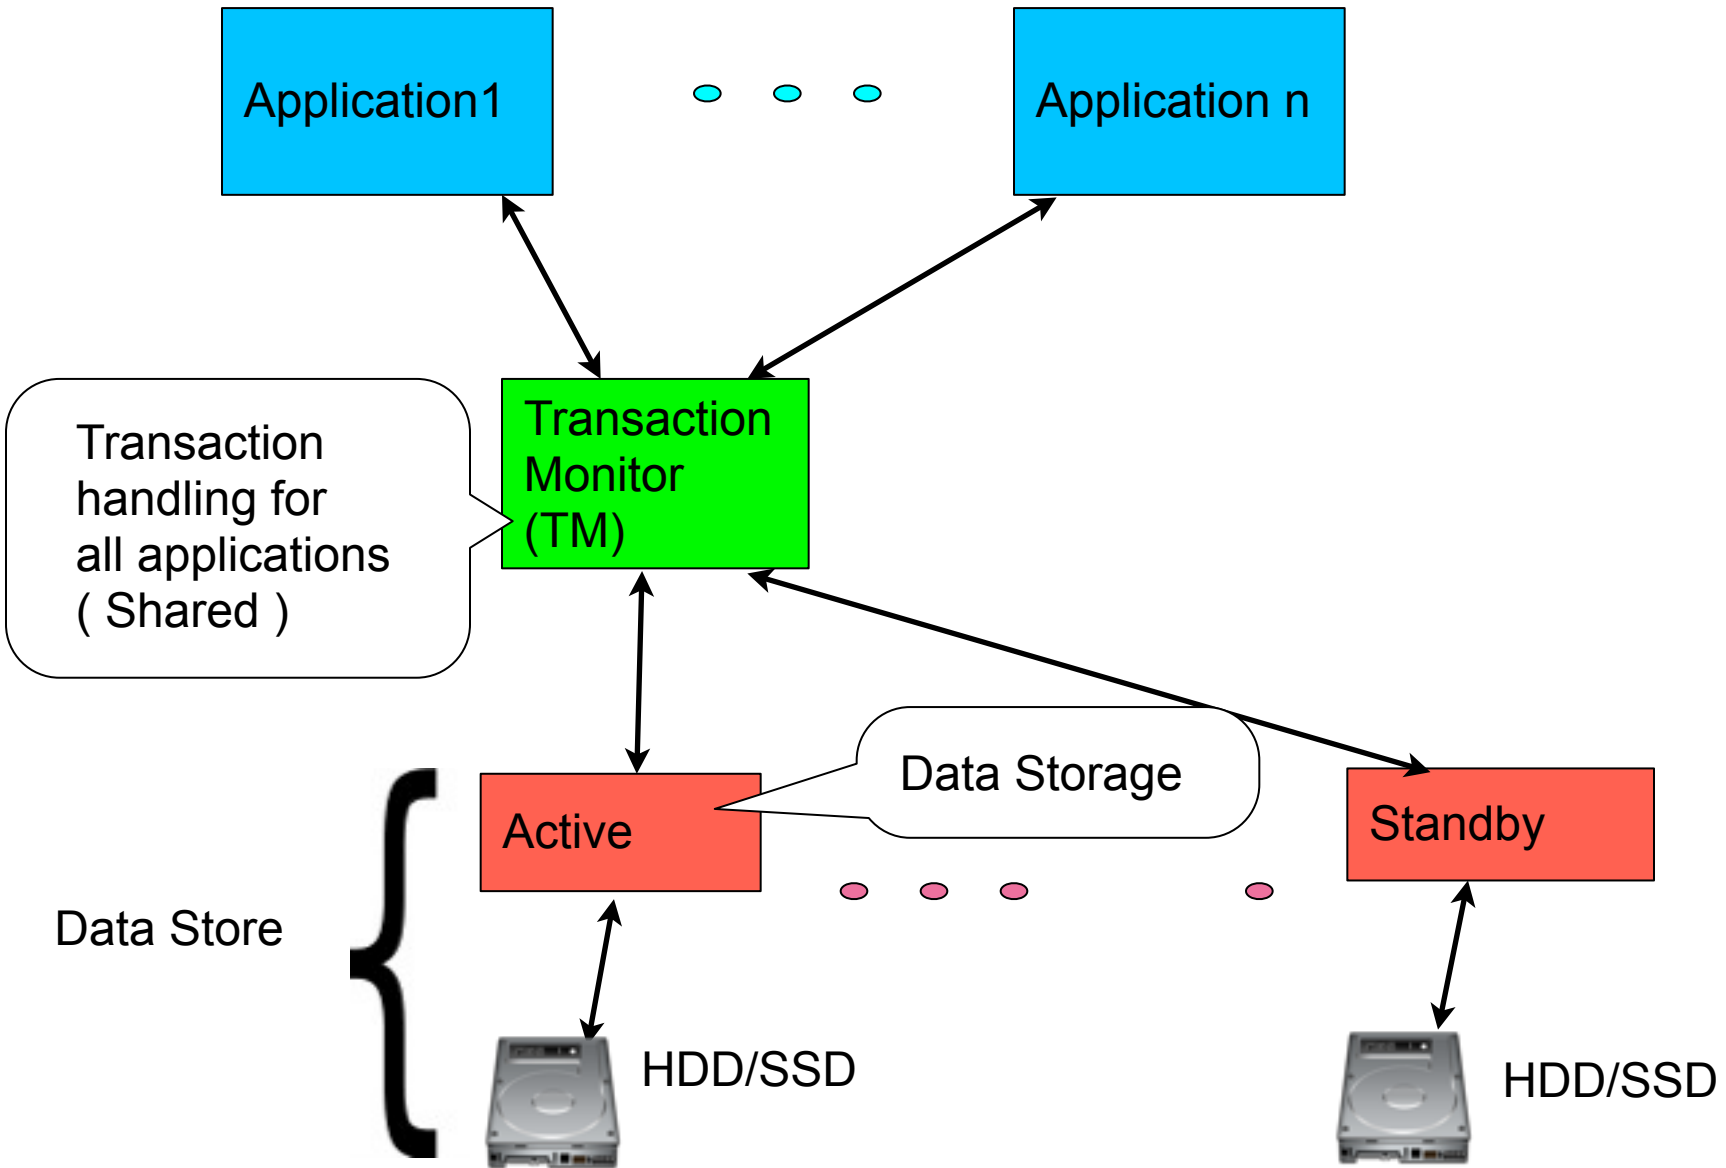 Application1
Application n
Transaction
Monitor
(TM)
Transaction
handling for
all applications
( Shared )
Data Storage
Active
Standby
Data Store
HDD/SSD
HDD/SSD